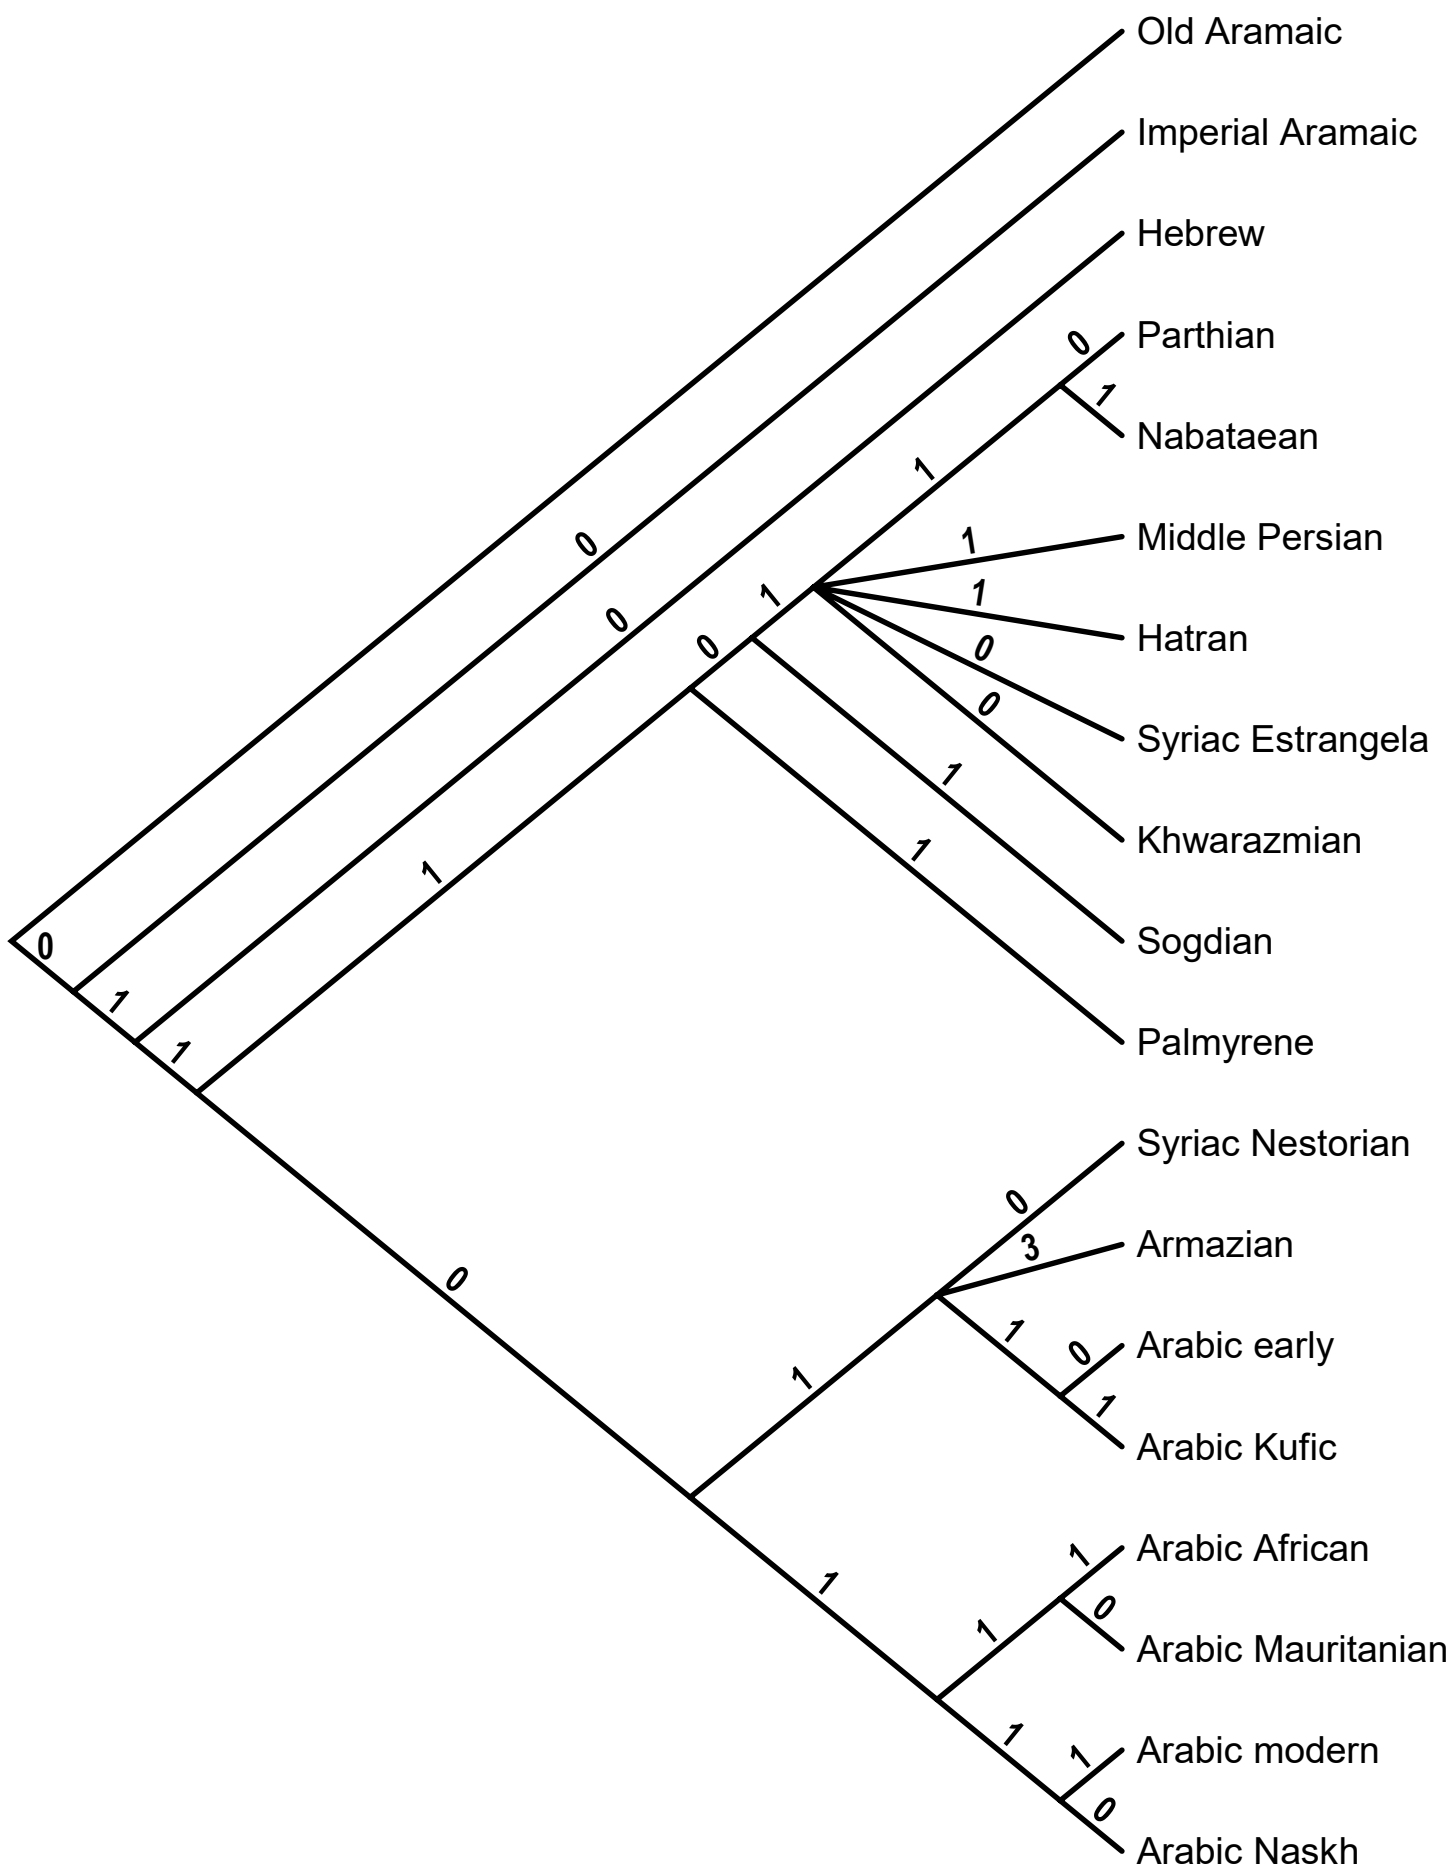 Old Aramaic
Imperial Aramaic
Hebrew
0 Parthian
1
Nabataean
1
1 Middle Persian
0
1
1
Hatran
0
0
0
Syriac Estrangela
0
1
Khwarazmian
1
1
Sogdian
0
1
Palmyrene
1
Syriac Nestorian
0
3 Armazian
0
1
0 Arabic early
1
1
Arabic Kufic
1 Arabic African
1
0
1
Arabic Mauritanian
1
1 Arabic modern
0
Arabic Naskh